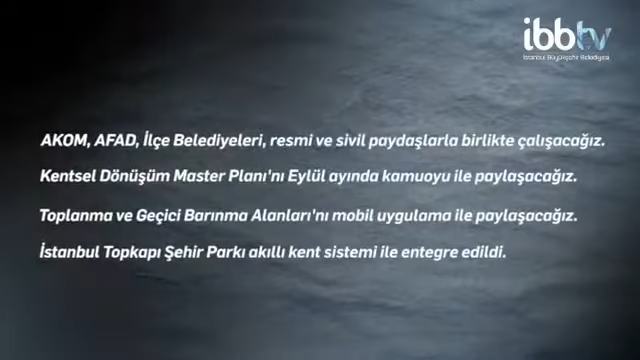 ibbtv
İstanbul Büyükşehir Belediyesi
AKOM, AFAD, İlçe Belediyeleri, resmi ve sivil paydaşlarla birlikte çalışacağız.
Kentsel Dönüşüm Master Planı'nı Eylül ayında kamuoyu ile paylaşacağız.
Toplanma ve Geçici Barınma Alanları'nı mobil uygulama ile paylaşacağız.
İstanbul Topkapı Şehir Parkı akıllı kent sistemi ile entegre edildi.